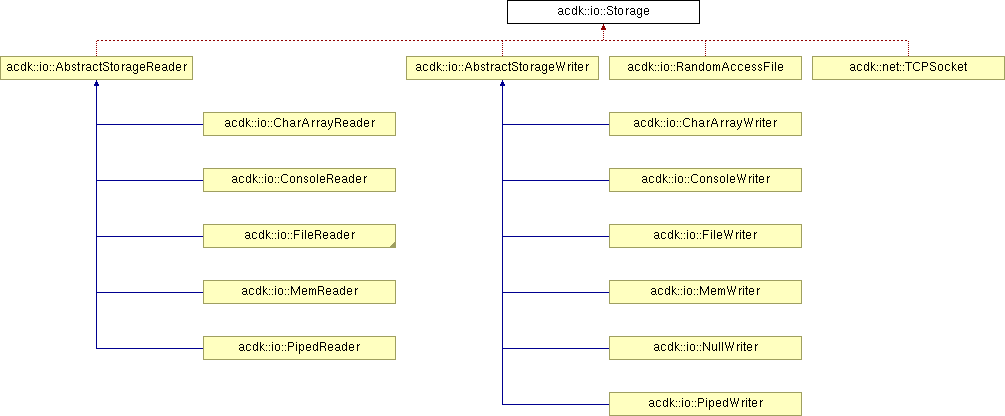 acdk::io::Storage
acdk::io::AbstractStorageReader
acdk::io::AbstractStorageWriter
acdk::io::RandomAccessFile
acdk::net::TCPSocket
acdk::io::CharArrayReader
acdk::io::CharArrayWriter
acdk::io::ConsoleReader
acdk::io::ConsoleWriter
acdk::io::FileReader
acdk::io::FileWriter
acdk::io::MemReader
acdk::io::MemWriter
acdk::io::PipedReader
acdk::io::NullWriter
acdk::io::PipedWriter